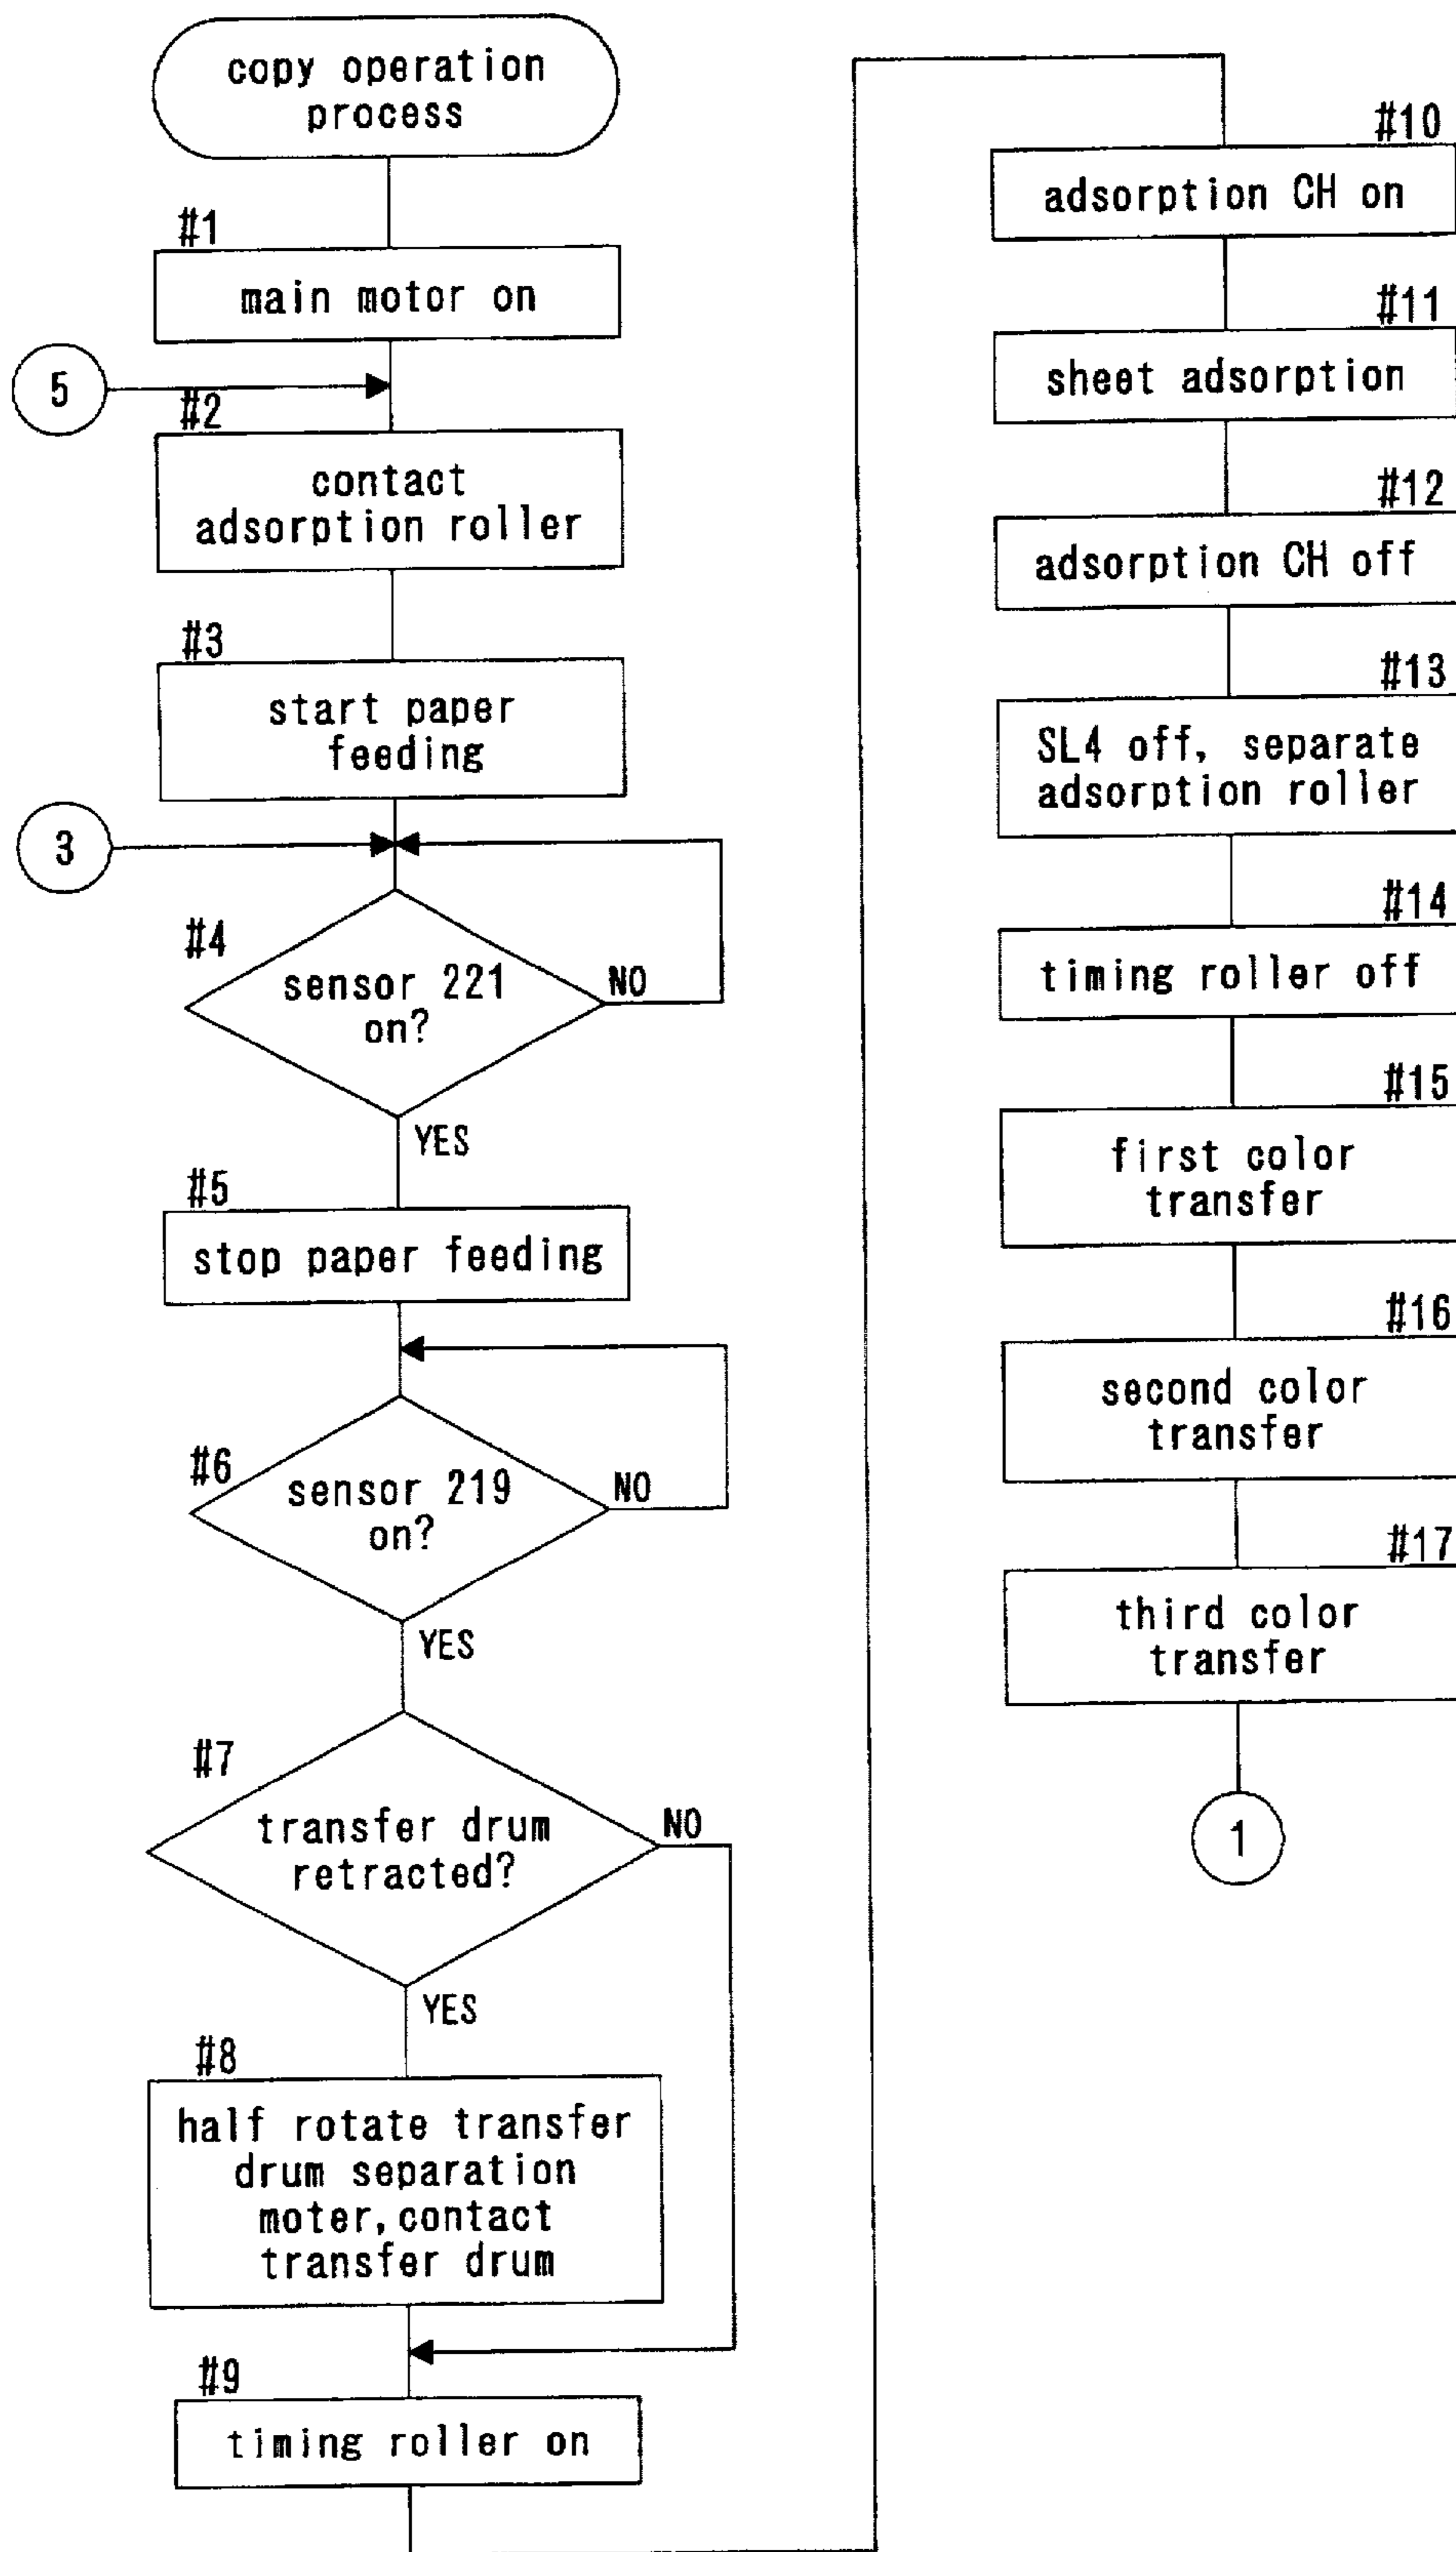 copy operation
process
#1
main motor on
5
#2
contact
adsorption roller
#3
start paper
feeding
3
#4
sensor 221
on?
NO
YES
#5
stop paper feeding
#6
sensor 219
on?
NO
YES
#7
transfer drum
retracted?
NO
YES
#8
half rotate transfer
drum separation
moter,contact
transfer drum
#9
timing roller on
#10
adsorption CH on
#11
sheet adsorption
#12
adsorption CH off
#13
SL4 off, separate
adsorption roller
#14
timing roller off
#15
first color
transfer
#16
second color
transfer
#17
third color
transfer
1